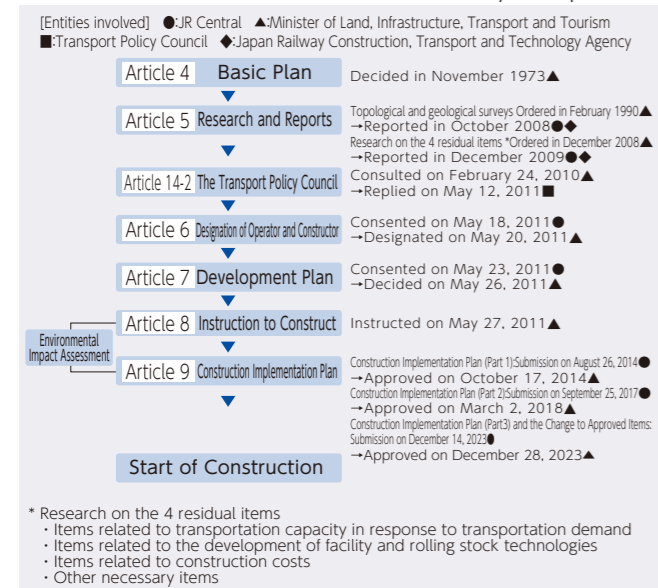 [Entities involved] ●:JR Central ▲:Minister of Land, Infrastructure, Transport and Tourism
■:Transport Policy Council ◆:Japan Railway Construction, Transport and Technology Agency
Article 4 Basic Plan
Decided in November 1973▲
Article 5 Research and Reports
Topological and geological surveys Ordered in February 1990▲
→Reported in October 2008●◆
Research on the 4 residual items *Ordered in December 2008▲
→Reported in December 2009●◆
Article 14-2 The Transport Policy Council
Consulted on February 24, 2010▲
→Replied on May 12, 2011■
Article 6 Designation of Operator and Constructor
Consented on May 18, 2011●
→Designated on May 20, 2011▲
Article 7 Development Plan
Consented on May 23, 2011●
→Decided on May 26, 2011▲
Article 8 Instruction to Construct
Instructed on May 27, 2011▲
Environmental
Impact Assessment
Article 9 Construction Implementation Plan
Construction Implementation Plan (Part 1):Submission on August 26, 2014●
→Approved on October 17, 2014▲
Construction Implementation Plan (Part 2):Submission on September 25, 2017●
→Approved on March 2, 2018▲
Construction Implementation Plan (Part3) and the Change to Approved Items:
Submission on December 14, 2023●
→Approved on December 28, 2023▲
Start of Construction
* Research on the 4 residual items
・Items related to transportation capacity in response to transportation demand
・Items related to the development of facility and rolling stock technologies
・Items related to construction costs
・Other necessary items